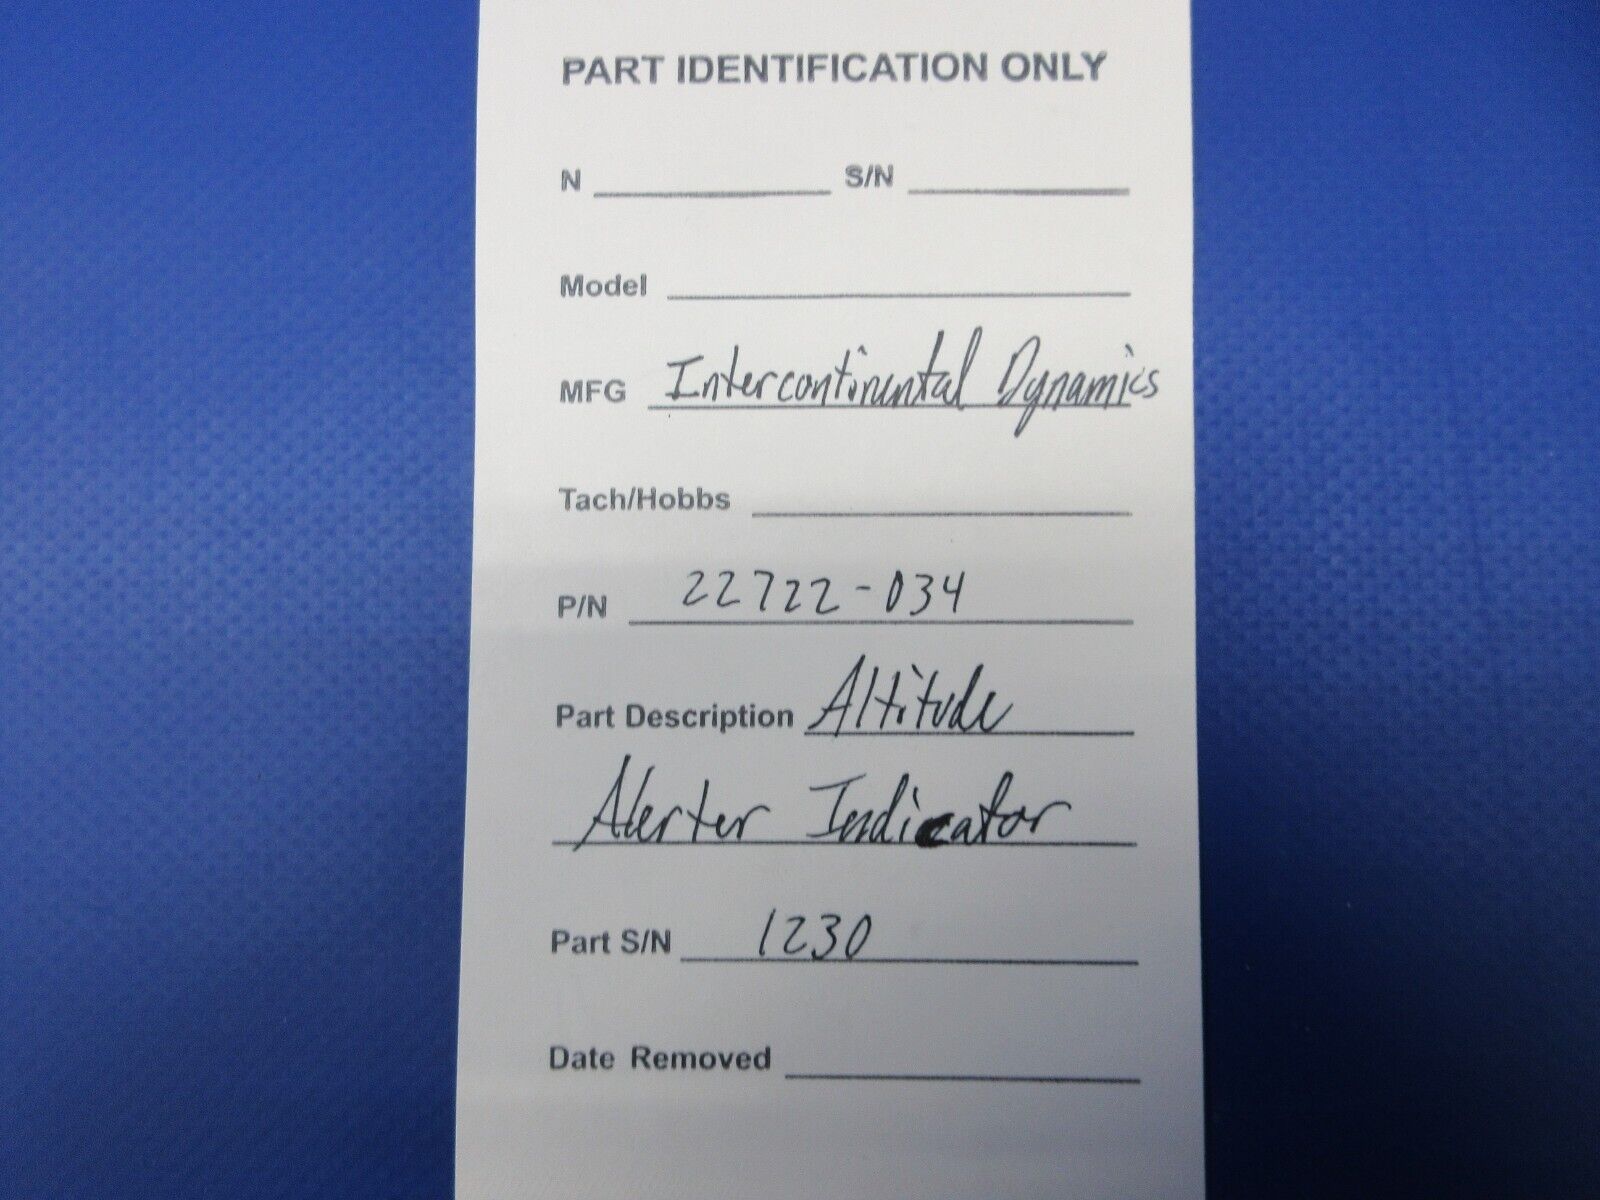 PART IDENTIFICATION ONLY
N S/N
Model
MFG Intercontinental Dynamics
Tach/Hobbs
P/N 22722-034
Part Description Altitude
Alerter Indicator
Part S/N 1230
Date Removed